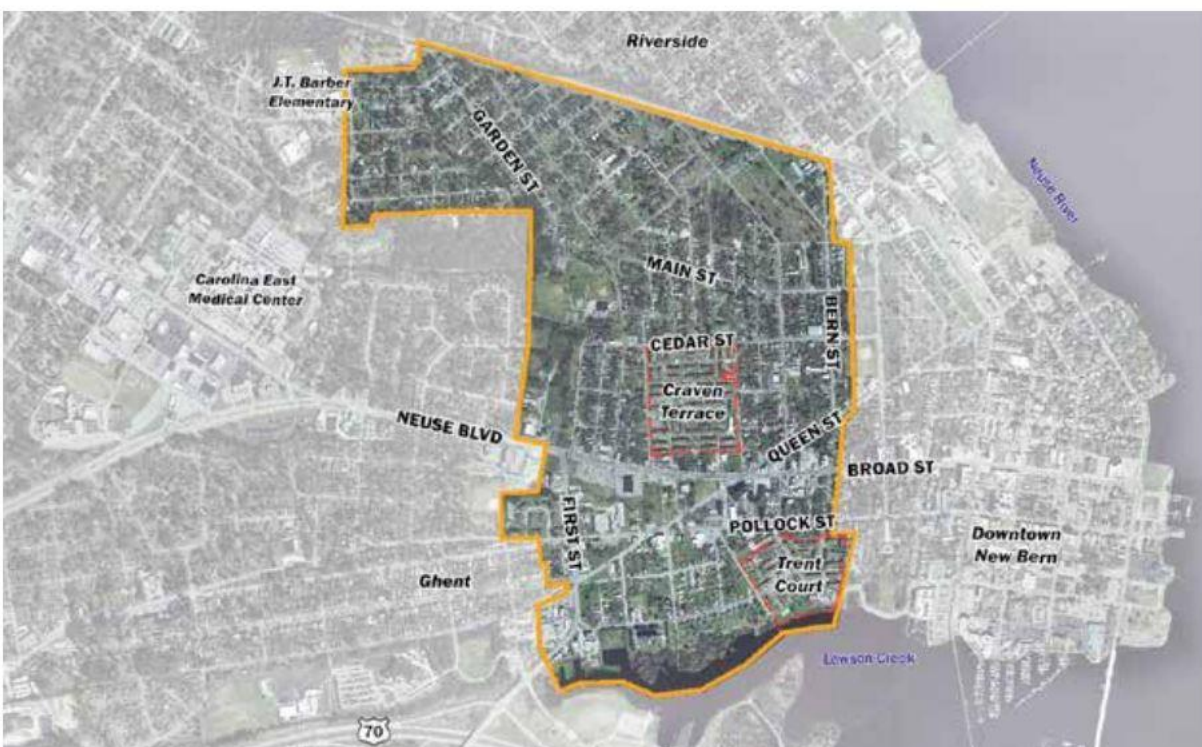 Riverside
J.T. Barber
Elementary
GARDEN ST
Neuse River
MAIN ST
Carolina East
Medical Center
BERN ST
CEDAR ST
Craven
Terrace
QUEEN ST
NEUSE BLVD
BROAD ST
FIRST ST
POLLOCK ST
Downtown
New Bern
Trent
Court
Ghent
Lawson Creek
70